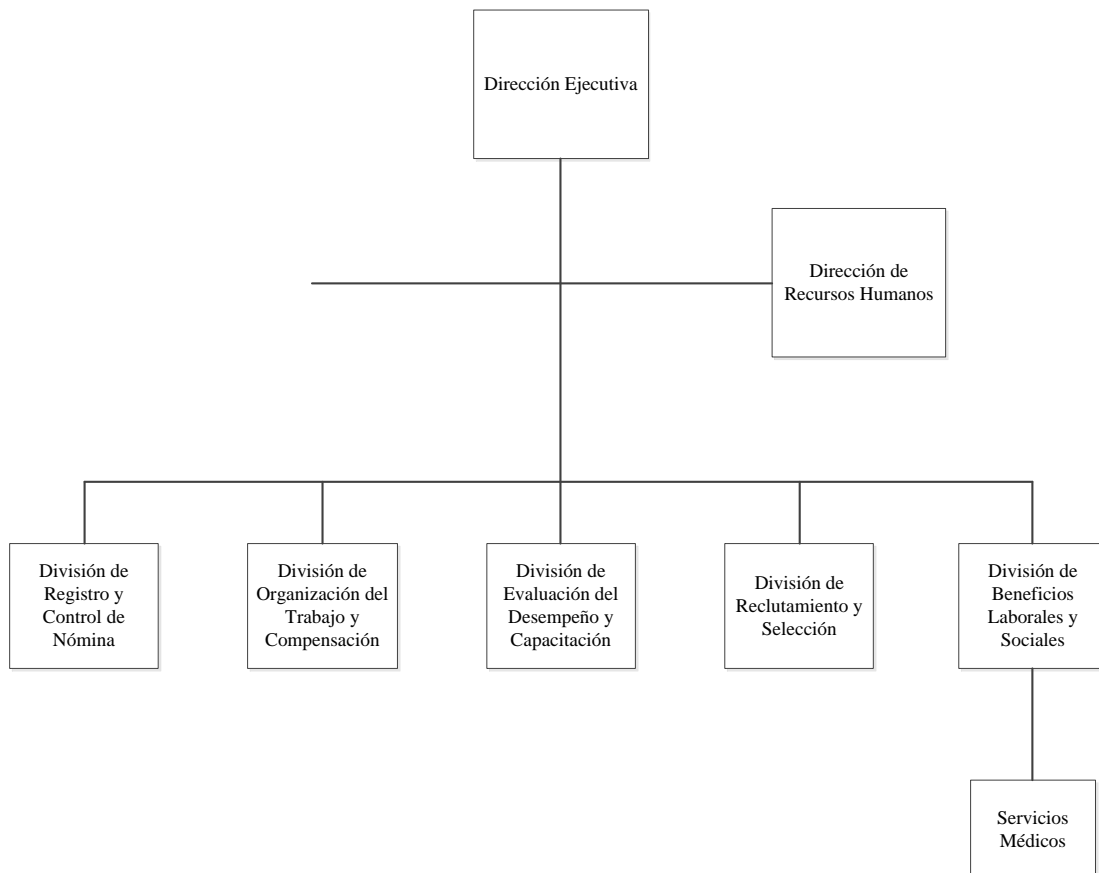 Dirección Ejecutiva
Dirección de
Recursos Humanos
División de
Registro y
Control de
Nómina
División de
Organización del
Trabajo y
Compensación
División de
Evaluación del
Desempeño y
Capacitación
División de
Reclutamiento y
Selección
División de
Beneficios
Laborales y
Sociales
Servicios
Médicos